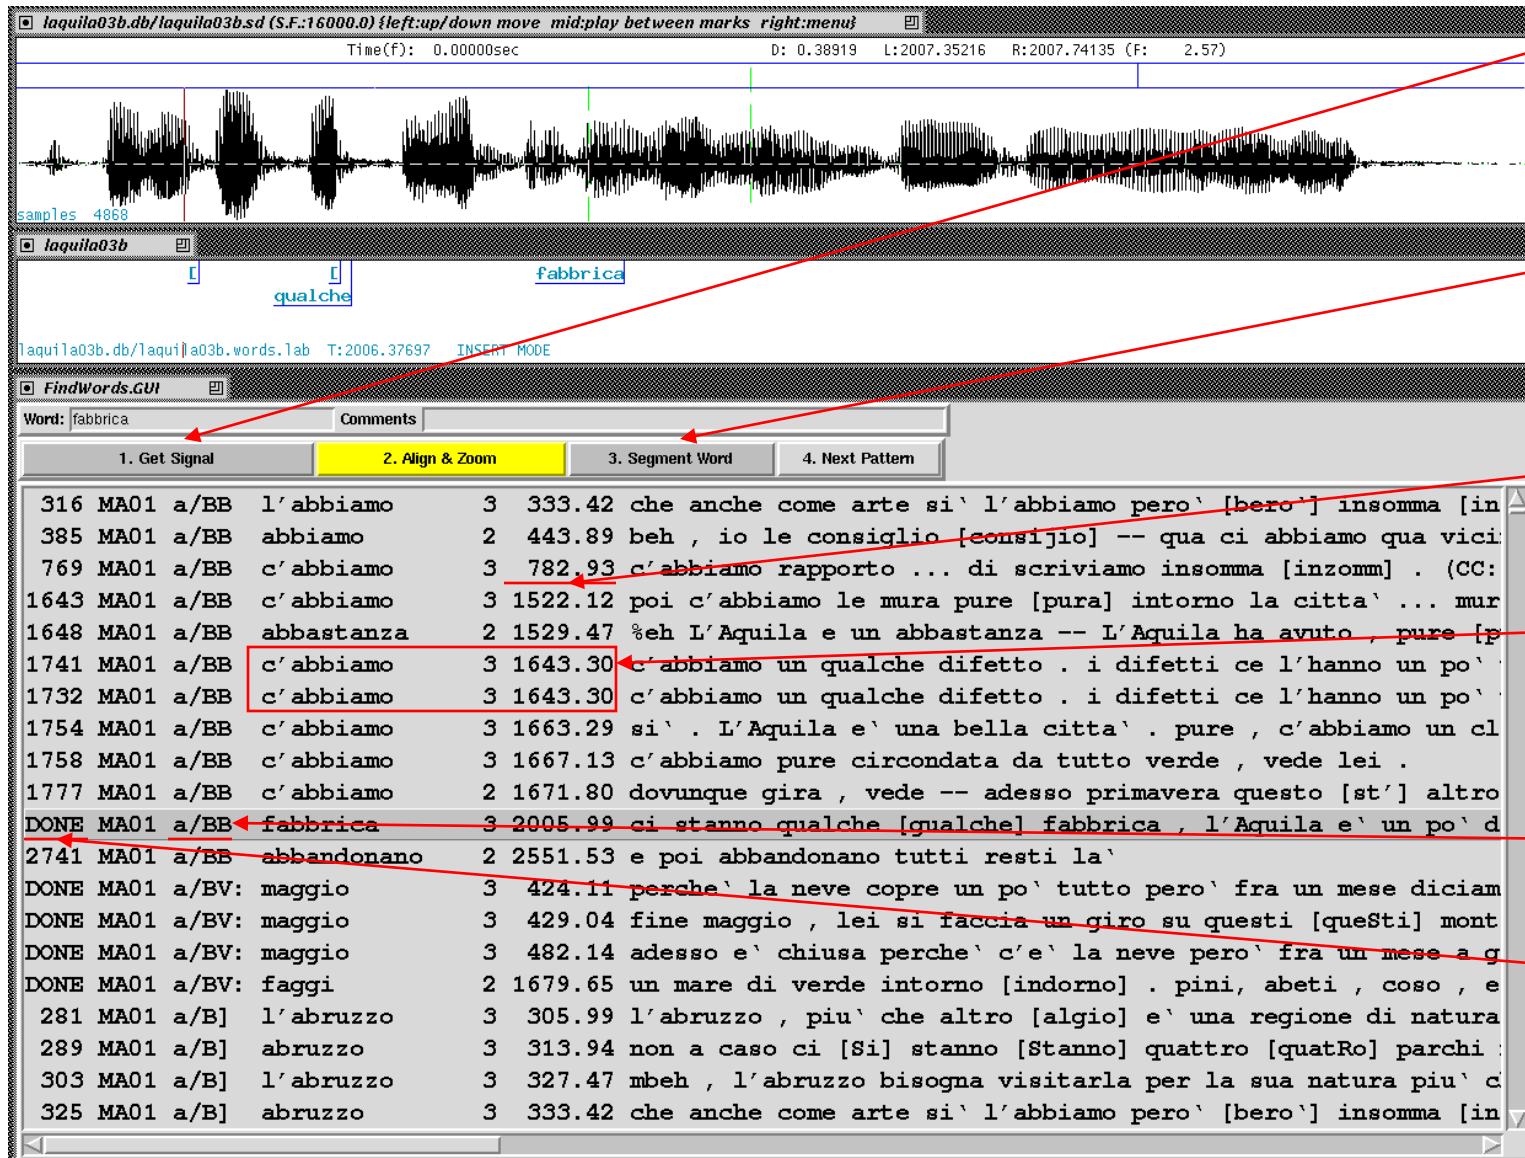 laquila03b.db/laquila03b.sd (S.F.:16000.0) {left:up/down move mid:play between marks right:menu}
Time(f): 0.00000sec D: 0.38919 L:2007.35216 R:2007.74135 (F: 2.57)
samples 4868
laquila03b
[ [ fabbrica
qualche
laquila03b.db/laquila03b.words.lab T:2006.37697 INSERT MODE
FindWords.GUI
Word: fabbrica Comments
1. Get Signal 2. Align & Zoom 3. Segment Word 4. Next Pattern
316 MA01 a/BB l'abbiamo 3 333.42 che anche come arte si` l'abbiamo pero` [bero`] insomma [in
385 MA01 a/BB abbiamo 2 443.89 beh , io le consiglio [consijio] -- qua ci abbiamo qua vici
769 MA01 a/BB c'abbiamo 3 782.93 c'abbiamo rapporto ... di scriviamo insomma [inzomm] . (CC:
1643 MA01 a/BB c'abbiamo 3 1522.12 poi c'abbiamo le mura pure [pura] intorno la citta` ... mur
1648 MA01 a/BB abbastanza 2 1529.47 %eh L'Aquila e un abbastanza -- L'Aquila ha avuto , pure [p
1741 MA01 a/BB c'abbiamo 3 1643.30 c'abbiamo un qualche difetto . i difetti ce l'hanno un po`
1732 MA01 a/BB c'abbiamo 3 1643.30 c'abbiamo un qualche difetto . i difetti ce l'hanno un po`
1754 MA01 a/BB c'abbiamo 3 1663.29 si` . L'Aquila e` una bella citta` . pure , c'abbiamo un cl
1758 MA01 a/BB c'abbiamo 3 1667.13 c'abbiamo pure circondata da tutto verde , vede lei .
1777 MA01 a/BB c'abbiamo 2 1671.80 dovunque gira , vede -- adesso primavera questo [st'] altro
DONE MA01 a/BB fabbrica 3 2005.99 ci stanno qualche [gualche] fabbrica , l'Aquila e` un po` d
2741 MA01 a/BB abbandonano 2 2551.53 e poi abbandonano tutti resti la`
DONE MA01 a/BV: maggio 3 424.11 perche` la neve copre un po` tutto pero` fra un mese diciam
DONE MA01 a/BV: maggio 3 429.04 fine maggio , lei si faccia un giro su questi [queSti] mont
DONE MA01 a/BV: maggio 3 482.14 adesso e` chiusa perche` c'e` la neve pero` fra un mese a g
DONE MA01 a/BV: faggi 2 1679.65 un mare di verde intorno [indorno] . pini, abeti , coso , e
281 MA01 a/B] l'abruzzo 3 305.99 l'abruzzo , piu` che altro [algio] e` una regione di natura
289 MA01 a/B] abruzzo 3 313.94 non a caso ci [Si] stanno [Stanno] quattro [quatRo] parchi
303 MA01 a/B] l'abruzzo 3 327.47 mbeh , l'abruzzo bisogna visitarla per la sua natura piu` c
325 MA01 a/B] abruzzo 3 333.42 che anche come arte si` l'abbiamo pero` [bero`] insomma [in